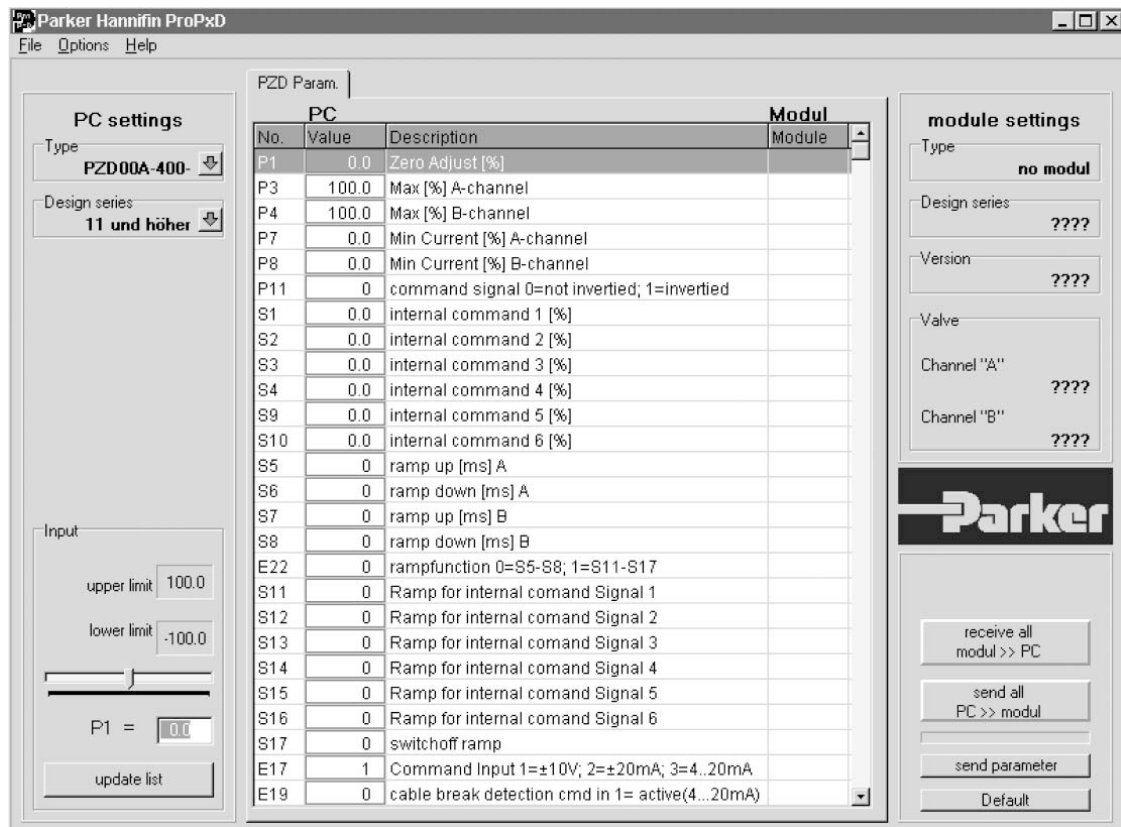 Parker Hannifin ProPxD
File Options Help
PC settings
Type
PZD00A-400-
Design series
11 und höher
Input
upper limit 100.0
lower limit -100.0
P1 = 0.0
update list
PZD Param.
PC Modul
No. Value Description Module
P1 0.0 Zero Adjust [%]
P3 100.0 Max [%] A-channel
P4 100.0 Max [%] B-channel
P7 0.0 Min Current [%] A-channel
P8 0.0 Min Current [%] B-channel
P11 0 command signal 0=not invertied; 1=invertied
S1 0.0 internal command 1 [%]
S2 0.0 internal command 2 [%]
S3 0.0 internal command 3 [%]
S4 0.0 internal command 4 [%]
S9 0.0 internal command 5 [%]
S10 0.0 internal command 6 [%]
S5 0 ramp up [ms] A
S6 0 ramp down [ms] A
S7 0 ramp up [ms] B
S8 0 ramp down [ms] B
E22 0 rampfunction 0=S5-S8; 1=S11-S17
S11 0 Ramp for internal comand Signal 1
S12 0 Ramp for internal comand Signal 2
S13 0 Ramp for internal comand Signal 3
S14 0 Ramp for internal comand Signal 4
S15 0 Ramp for internal comand Signal 5
S16 0 Ramp for internal comand Signal 6
S17 0 switchoff ramp
E17 1 Command Input 1=±10V; 2=±20mA; 3=4..20mA
E19 0 cable break detection cmd in 1= active(4...20mA)
module settings
Type
no modul
Design series
????
Version
????
Valve
Channel "A"
????
Channel "B"
????
Parker
receive all
modul >> PC
send all
PC >> modul
send parameter
Default